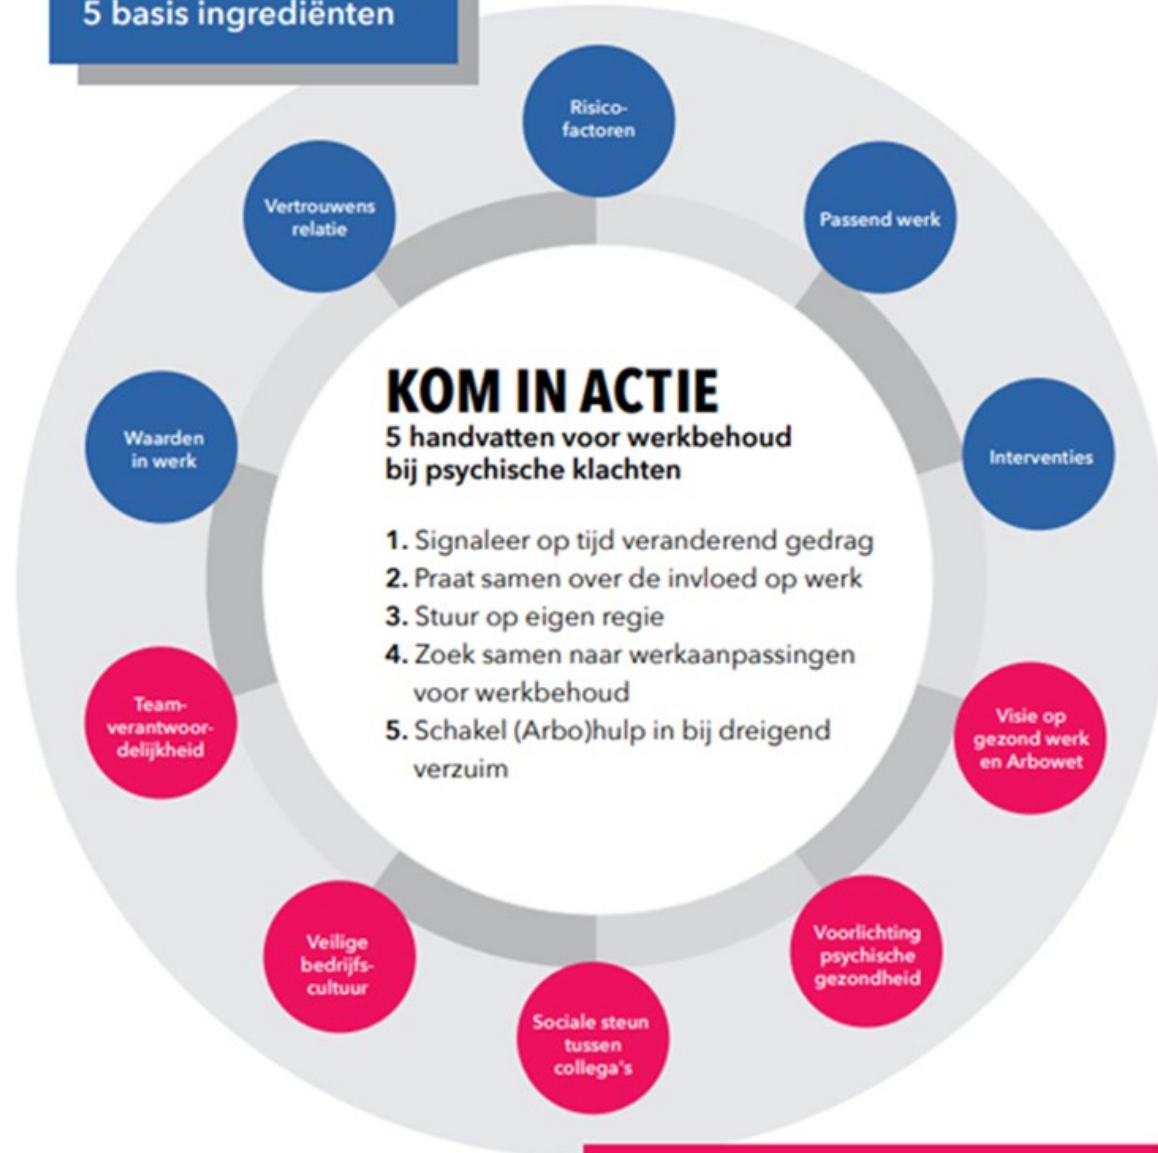 5 basis ingrediënten
Risico-
factoren
Vertrouwens
relatie
Passend werk
Waarden
in werk
Interventies
KOM IN ACTIE
5 handvatten voor werkbehoud
bij psychische klachten
1. Signaleer op tijd veranderend gedrag
2. Praat samen over de invloed op werk
3. Stuur op eigen regie
4. Zoek samen naar werkaanpassingen
voor werkbehoud
5. Schakel (Arbo)hulp in bij dreigend
verzuim
Team-
verantwoor-
delijkheid
Visie op
gezond werk
en Arbowet
Veilige
bedrijfs-
cultuur
Voorlichting
psychische
gezondheid
Sociale steun
tussen
collega's